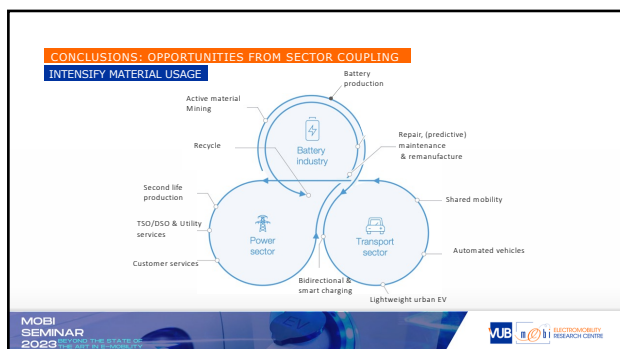 CONCLUSIONS: OPPORTUNITIES FROM SECTOR COUPLING
INTENSIFY MATERIAL USAGE
Battery
production
Active material
Mining
Repair, (predictive)
maintenance
& remanufacture
Recycle
Battery
industry
Second life
production
Shared mobility
TSO/DSO & Utility
services
Power
sector
Transport
sector
Customer services
Automated vehicles
Bidirectional &
smart charging
Lightweight urban EV
MOBI
SEMINAR
2023
BEYOND THE STATE OF
THE ART IN E-MOBILITY
EV
VUB
mobi
ELECTROMOBILITY
RESEARCH CENTRE